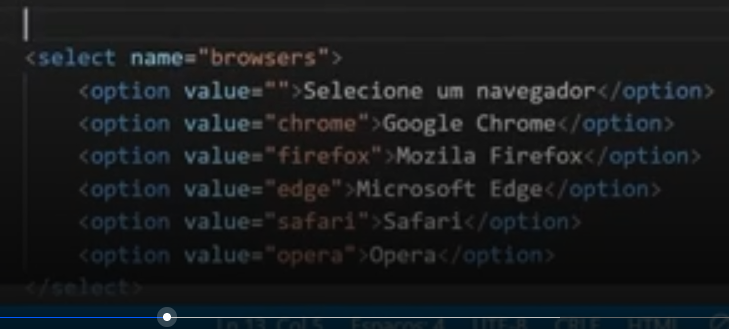 <select name="browsers">
<option value="">Selecione um navegador</option>
<option value="chrome">Google Chrome</option>
<option value="firefox">Mozila Firefox</option>
<option value="edge">Microsoft Edge</option>
<option value="safari">Safari</option>
<option value="opera">Opera</option>
</select>
Ln 13, Col 5 Espaços: 4 UTF-8 CRLF HTML